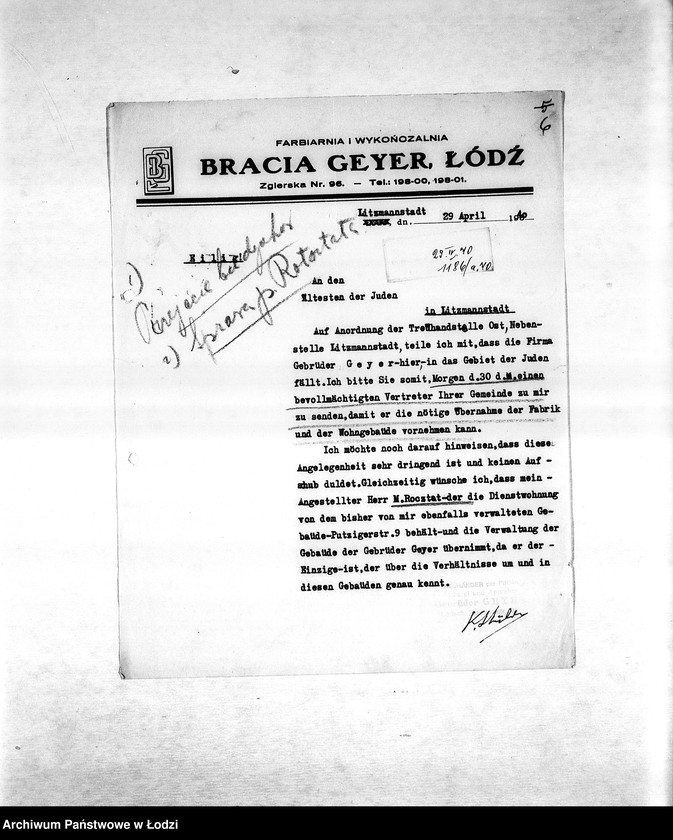 5
6
FARBIARNIA I WYKOŃCZALNIA
BRACIA GEYER, ŁÓDŹ
Zgierska Nr. 96. — Tel.: 198-00, 198-01.
Litzmannstadt
dn. 29 April 1940
Eilig!
29 IV 40
1186/a.40
1)
Przejęcie budynków
2) Sprawa p. Rotsztata
An den
Ältesten der Juden
in Litzmannstadt
Auf Anordnung der Treuhandstelle Ost, Neben-
stelle Litzmannstadt, teile ich mit,dass die Firma
Gebrüder G e y e r-hier,-in das Gebiet der Juden
fällt.Ich bitte Sie somit,Morgen d.30 d.M.einen
bevollmächtigten Vertreter Ihrer Gemeinde zu mir
zu senden,damit er die nötige Übernahme der Fabrik
und der Wohngebäude vornehmen kann.
Ich möchte noch darauf hinweisen,dass diese
Angelegenheit sehr dringend ist und keinen Auf -
schub duldet.Gleichzeitig wünsche ich,dass mein -
Angestellter Herr M.Rocztat-der die Dienstwohnung
von dem bisher von mir ebenfalls verwalteten Ge-
bäude-Putzigerstr.9 behält-und die Verwaltung der
Gebäude der Gebrüder Geyer übernimmt,da er der -
Einzige-ist,der über die Verhältnisse um und in
diesen Gebäuden genau kennt.
Archiwum Państwowe w Łodzi